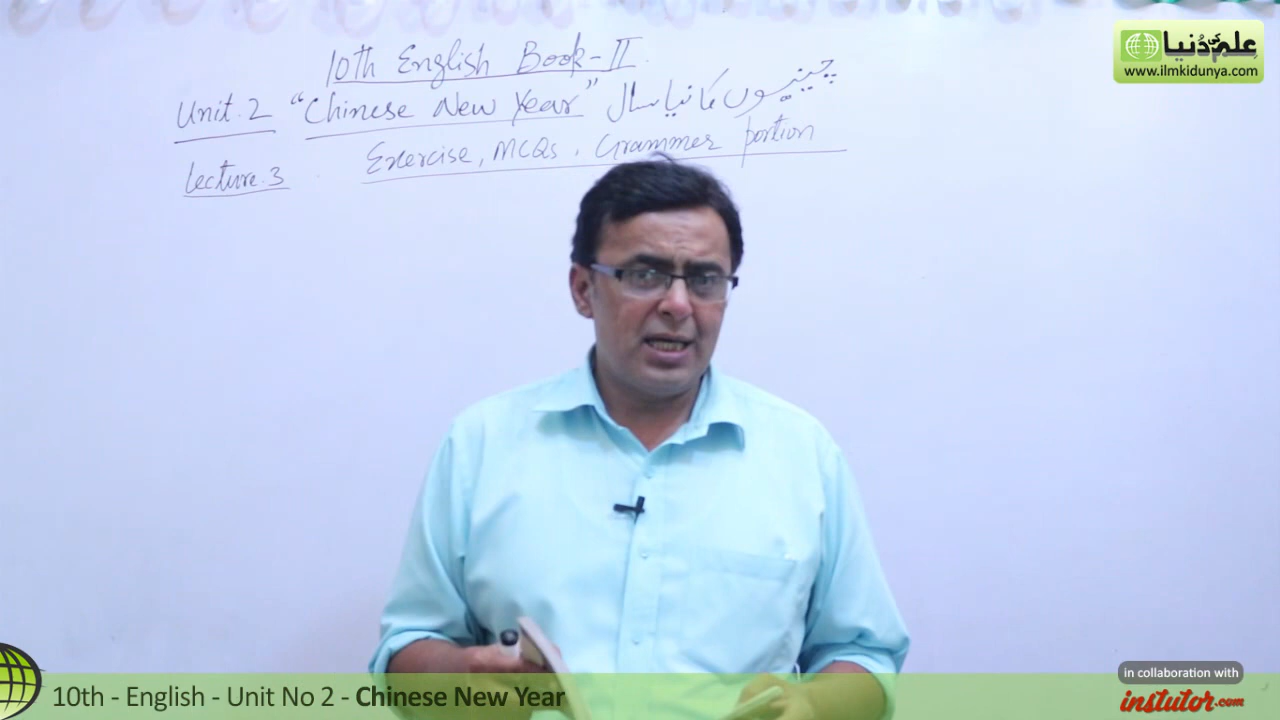 10th English Book-II
Unit.2 "Chinese New Year" چینیوں کا نیا سال
Lecture.3 Exercise, MCQs, Grammer portion
علم کی دُنیا
www.ilmkidunya.com
in collaboration with
instutor.com
10th - English - Unit No 2 - Chinese New Year